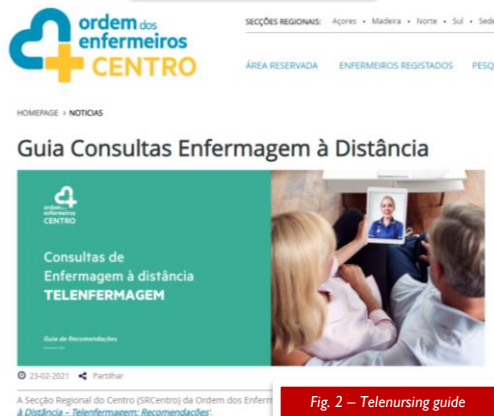 ordem dos
enfermeiros
CENTRO
SECÇÕES REGIONAIS: Açores • Madeira • Norte • Sul • Sede
ÁREA RESERVADA ENFERMEIROS REGISTADOS PESQ
HOMEPAGE > NOTICIAS
Guia Consultas Enfermagem à Distância
ordem dos
enfermeiros
CENTRO
Consultas de
Enfermagem à distância
TELENFERMAGEM
Guia de Recomendações
23-02-2021 Partilhar
A Secção Regional do Centro (SRCentro) da Ordem dos Enferm
à Distância – Telenfermagem: Recomendações'.
Fig. 2 – Telenursing guide